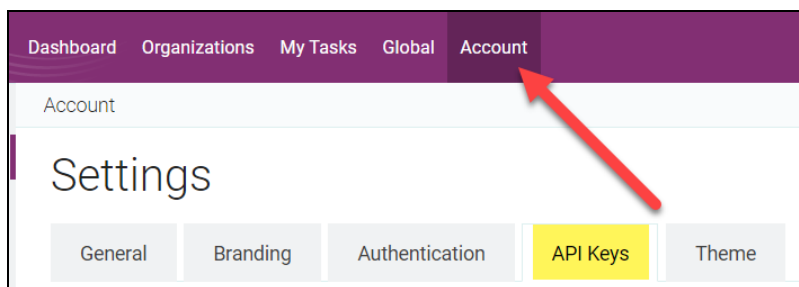 Dashboard Organizations My Tasks Global Account
Account
Settings
General Branding Authentication API Keys Theme